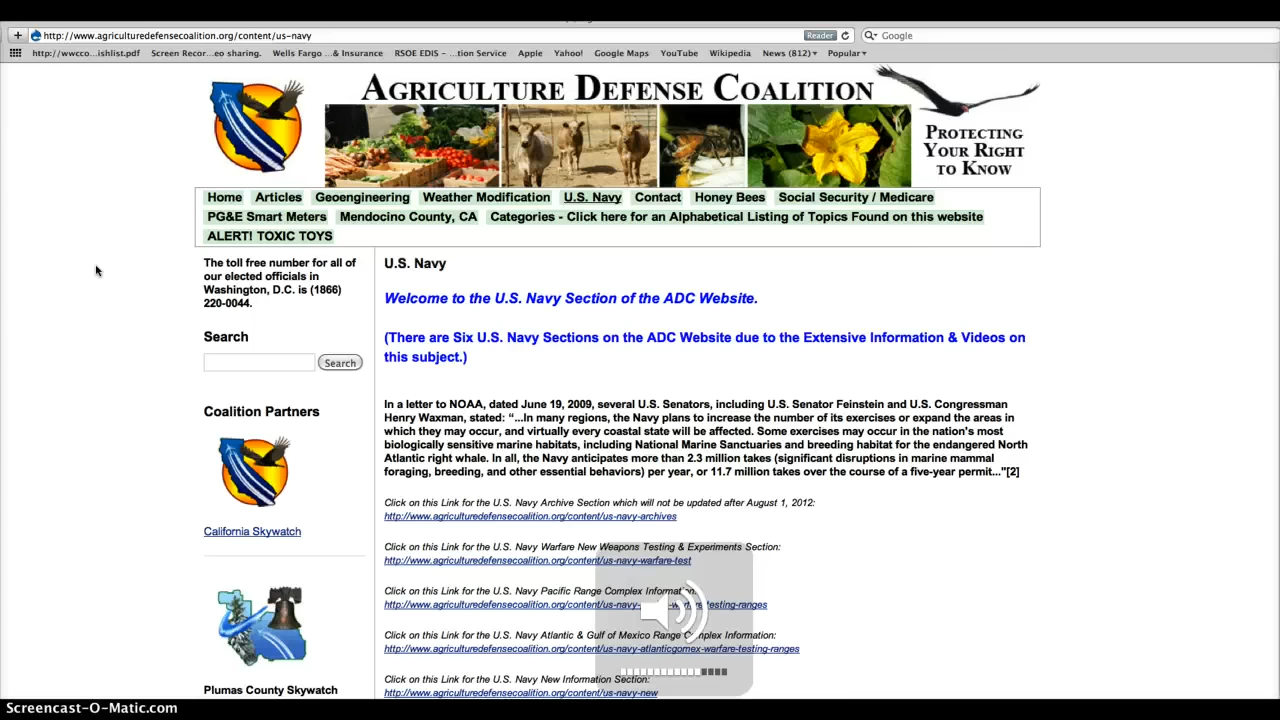 http://www.agriculturedefensecoalition.org/content/us-navy
Reader
Google
http://wwcco...ishlist.pdf Screen Recor...eo sharing. Wells Fargo ... & Insurance RSOE EDIS - ...tion Service Apple Yahoo! Google Maps YouTube Wikipedia News (812) Popular
AGRICULTURE DEFENSE COALITION
PROTECTING
YOUR RIGHT
TO KNOW
Home Articles Geoengineering Weather Modification U.S. Navy Contact Honey Bees Social Security / Medicare
PG&E Smart Meters Mendocino County, CA Categories - Click here for an Alphabetical Listing of Topics Found on this website
ALERT! TOXIC TOYS
The toll free number for all of
our elected officials in
Washington, D.C. is (1866)
220-0044.
Search
Search
Coalition Partners
California Skywatch
Plumas County Skywatch
U.S. Navy
Welcome to the U.S. Navy Section of the ADC Website.
(There are Six U.S. Navy Sections on the ADC Website due to the Extensive Information & Videos on
this subject.)
In a letter to NOAA, dated June 19, 2009, several U.S. Senators, including U.S. Senator Feinstein and U.S. Congressman
Henry Waxman, stated: “...In many regions, the Navy plans to increase the number of its exercises or expand the areas in
which they may occur, and virtually every coastal state will be affected. Some exercises may occur in the nation's most
biologically sensitive marine habitats, including National Marine Sanctuaries and breeding habitat for the endangered North
Atlantic right whale. In all, the Navy anticipates more than 2.3 million takes (significant disruptions in marine mammal
foraging, breeding, and other essential behaviors) per year, or 11.7 million takes over the course of a five-year permit..."[2]
Click on this Link for the U.S. Navy Archive Section which will not be updated after August 1, 2012:
http://www.agriculturedefensecoalition.org/content/us-navy-archives
Click on this Link for the U.S. Navy Warfare New Weapons Testing & Experiments Section:
http://www.agriculturedefensecoalition.org/content/us-navy-warfare-test
Click on this Link for the U.S. Navy Pacific Range Complex Information:
http://www.agriculturedefensecoalition.org/content/us-navy- testing-ranges
Click on this Link for the U.S. Navy Atlantic & Gulf of Mexico Range Complex Information:
http://www.agriculturedefensecoalition.org/content/us-navy-atlanticgomex-warfare-testing-ranges
Click on this Link for the U.S. Navy New Information Section:
http://www.agriculturedefensecoalition.org/content/us-navy-new
Screencast-O-Matic.com